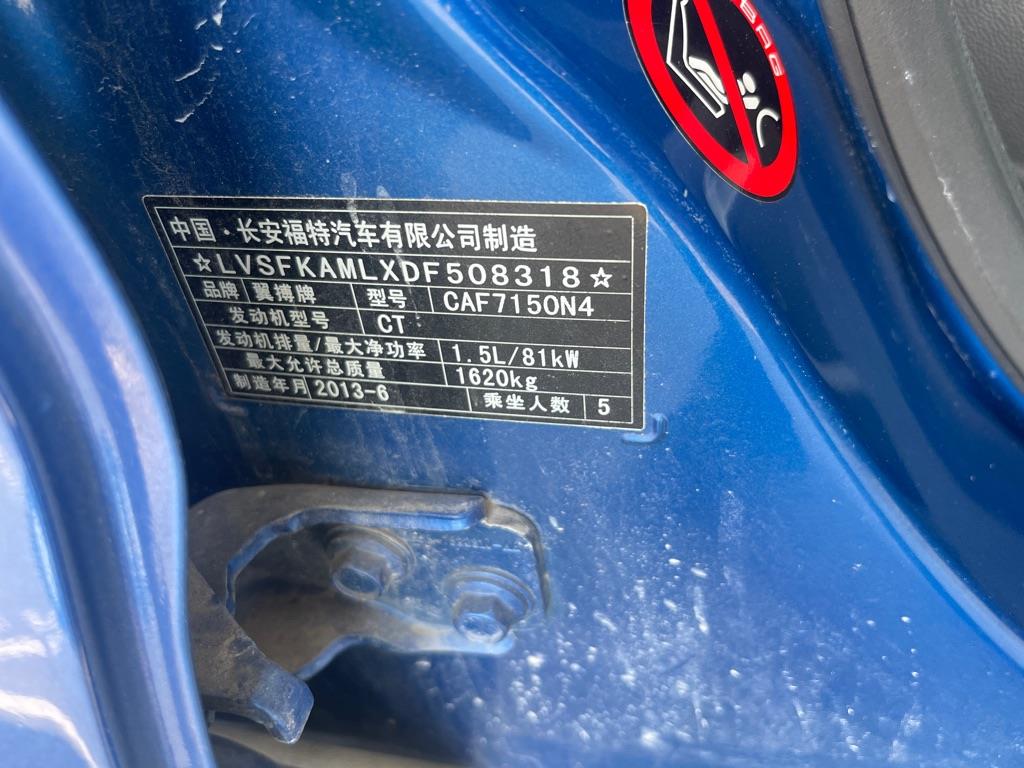 BAG
中国·长安福特汽车有限公司制造
☆LVSFKAMLXDF508318☆
品牌 翼搏牌 型号 CAF7150N4
发动机型号 CT
发动机排量/最大净功率 1.5L/81kW
最大允许总质量 1620kg
制造年月 2013-6 乘坐人数 5